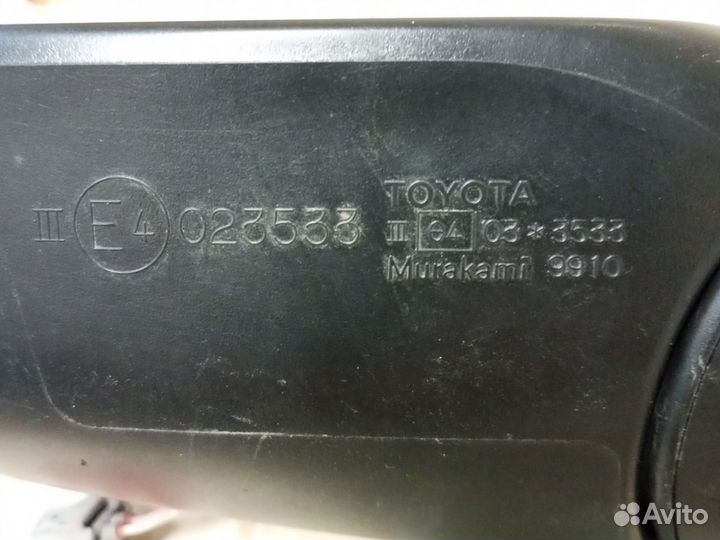 III E4 023533
TOYOTA
III e4 03*3533
Murakami 9910
Avito